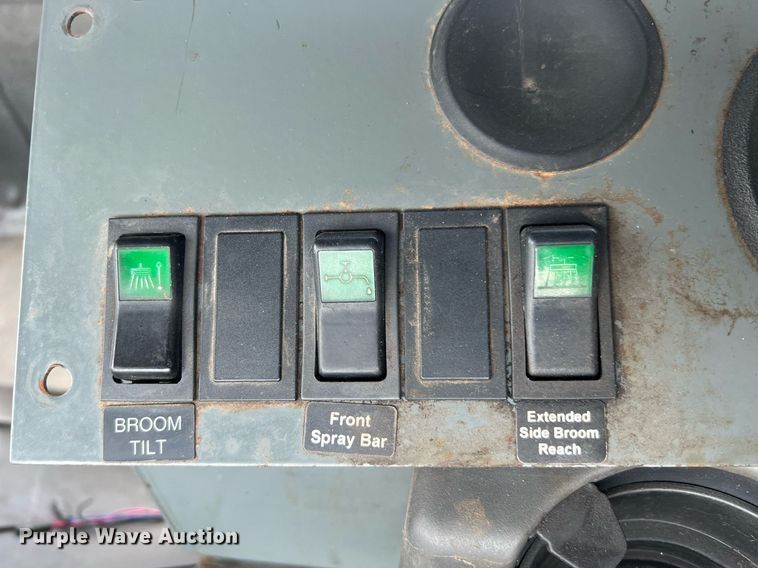 BROOM
TILT
Front
Spray Bar
Extended
Side Broom
Reach
Purple Wave Auction